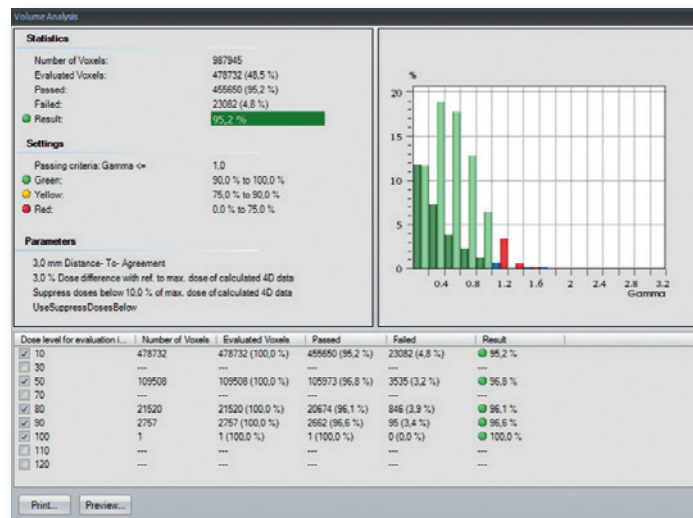 Volume Analysis
Statistics
Number of Voxels: 987945
Evaluated Voxels: 478732 (48,5 %)
Passed: 455650 (95,2 %)
Failed: 23082 (4,8 %)
Result: 95,2 %
Settings
Passing criteria: Gamma <= 1,0
Green: 90,0 % to 100,0 %
Yellow: 75,0 % to 90,0 %
Red: 0,0 % to 75,0 %
Parameters
3,0 mm Distance- To- Agreement
3,0 % Dose difference with ref. to max. dose of calculated 4D data
Suppress doses below 10,0 % of max. dose of calculated 4D data
UseSuppressDosesBelow
%
20
15
10
5
0
0.4 0.8 1.2 1.6 2 2.4 2.8 3.2
Gamma
Dose level for evaluation i... Number of Voxels Evaluated Voxels Passed Failed Result
10 478732 478732 (100,0 %) 455650 (95,2 %) 23082 (4,8 %) 95,2 %
30 --- --- --- --- ---
50 109508 109508 (100,0 %) 105973 (96,8 %) 3535 (3,2 %) 96,8 %
70 --- --- --- --- ---
80 21520 21520 (100,0 %) 20674 (96,1 %) 846 (3,9 %) 96,1 %
90 2757 2757 (100,0 %) 2662 (96,6 %) 95 (3,4 %) 96,6 %
100 1 1 (100,0 %) 1 (100,0 %) 0 (0,0 %) 100,0 %
110 --- --- --- --- ---
120 --- --- --- --- ---
Print... Preview...